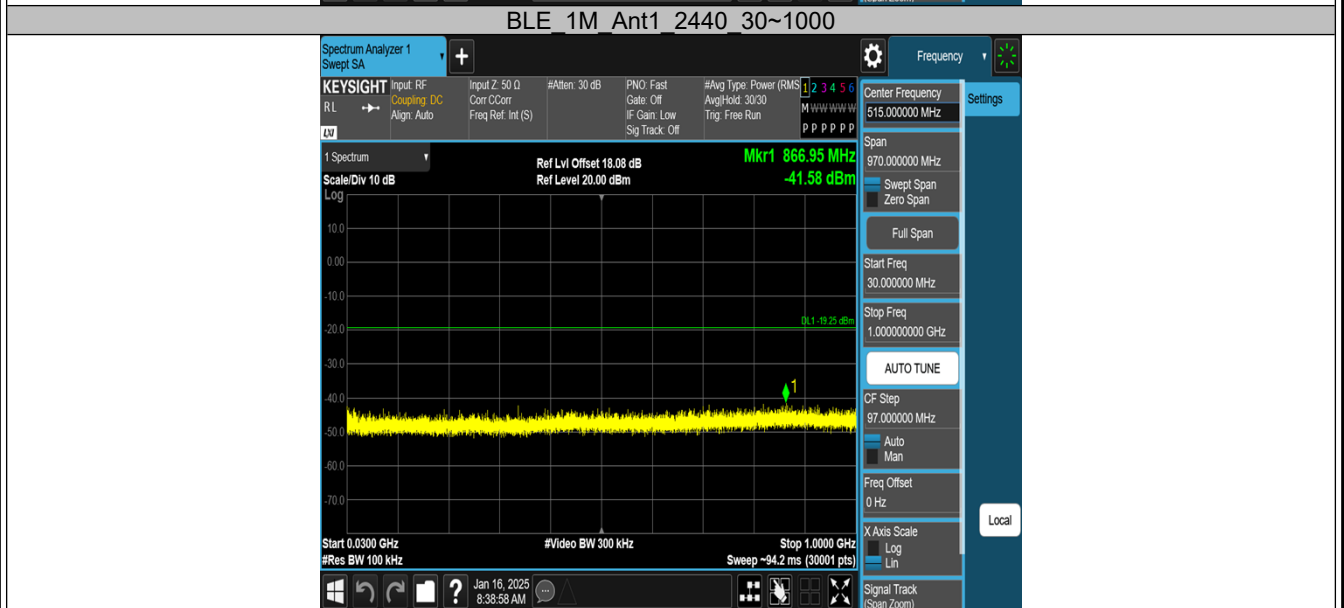 (Span Zoom)
BLE_1M_Ant1_2440_30~1000
Spectrum Analyzer 1
Swept SA
+
Frequency
KEYSIGHT
RL
LXI
Input: RF
Coupling: DC
Align: Auto
Input Z: 50 Ω
Corr CCorr
Freq Ref: Int (S)
#Atten: 30 dB
PNO: Fast
Gate: Off
IF Gain: Low
Sig Track: Off
#Avg Type: Power (RMS
Avg|Hold: 30/30
Trig: Free Run
1 2 3 4 5 6
M W W W W W
P P P P P P
Center Frequency
515.000000 MHz
Settings
1 Spectrum
Scale/Div 10 dB
Log
Ref Lvl Offset 18.08 dB
Ref Level 20.00 dBm
Mkr1 866.95 MHz
-41.58 dBm
Span
970.000000 MHz
Swept Span
Zero Span
Full Span
Start Freq
30.000000 MHz
Stop Freq
1.000000000 GHz
AUTO TUNE
CF Step
97.000000 MHz
Auto
Man
Freq Offset
0 Hz
X Axis Scale
Log
Lin
Signal Track
(Span Zoom)
Local
10.0
0.00
-10.0
-20.0
-30.0
-40.0
-50.0
-60.0
-70.0
DL1 -19.25 dBm
1
Start 0.0300 GHz
#Res BW 100 kHz
#Video BW 300 kHz
Stop 1.0000 GHz
Sweep ~94.2 ms (30001 pts)
?
Jan 16, 2025
8:38:58 AM